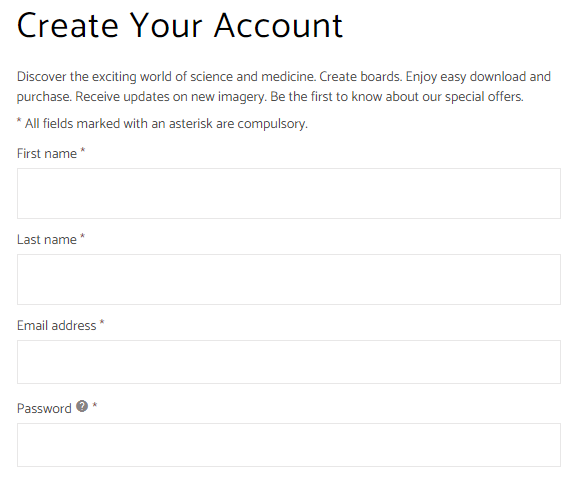 Create Your Account
Discover the exciting world of science and medicine. Create boards. Enjoy easy download and
purchase. Receive updates on new imagery. Be the first to know about our special offers.
* All fields marked with an asterisk are compulsory.
First name *
Last name *
Email address *
Password ? *